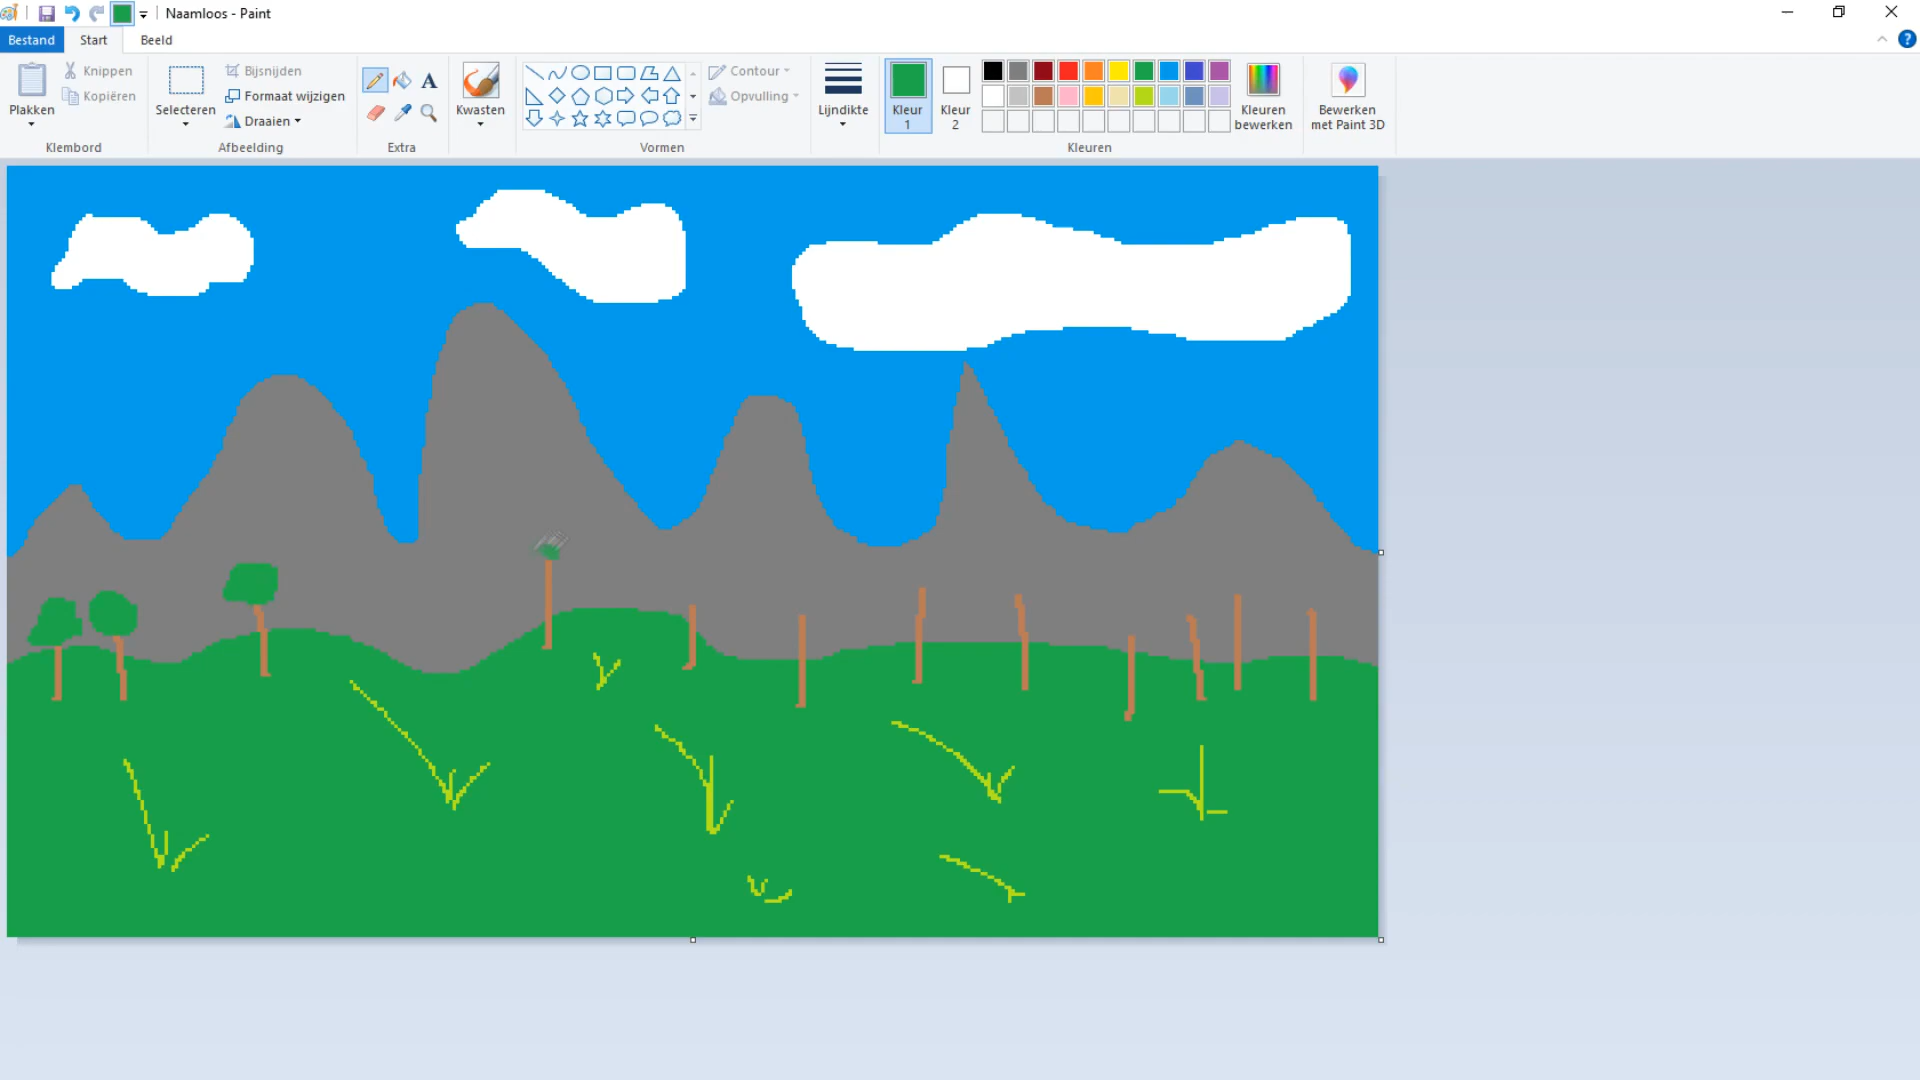 Naamloos - Paint
Bestand Start Beeld
Plakken
Knippen
Kopiëren
Klembord
Selecteren
Bijsnijden
Formaat wijzigen
Draaien
Afbeelding
A
Extra
Kwasten
Vormen
Contour
Opvulling
Lijndikte
Kleur
1
Kleur
2
Kleuren
Kleuren
bewerken
Bewerken
met Paint 3D
?